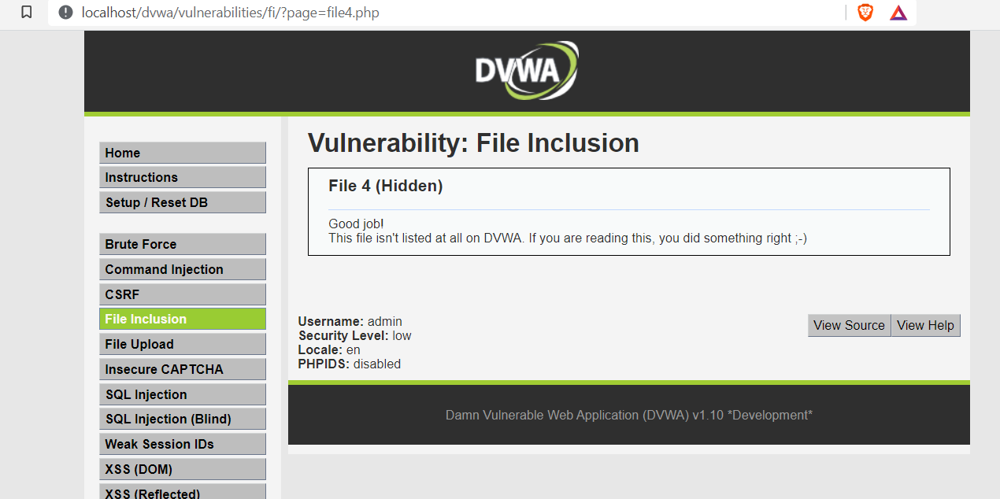 localhost/dvwa/vulnerabilities/fi/?page=file4.php
DVWA
Home
Instructions
Setup / Reset DB
Brute Force
Command Injection
CSRF
File Inclusion
File Upload
Insecure CAPTCHA
SQL Injection
SQL Injection (Blind)
Weak Session IDs
XSS (DOM)
XSS (Reflected)
Vulnerability: File Inclusion
File 4 (Hidden)
Good job!
This file isn't listed at all on DVWA. If you are reading this, you did something right ;-)
Username: admin
Security Level: low
Locale: en
PHPIDS: disabled
View Source View Help
Damn Vulnerable Web Application (DVWA) v1.10 *Development*